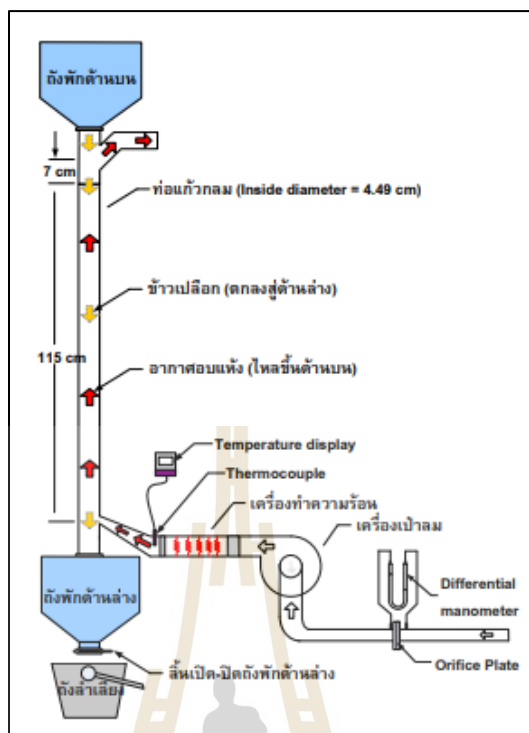 ถังพักด้านบน
7 cm
ท่อแก้วกลม (Inside diameter = 4.49 cm)
ข้าวเปลือก (ตกลงสู่ด้านล่าง)
115 cm
อากาศอบแห้ง (ไหลขึ้นด้านบน)
Temperature display
Thermocouple
เครื่องทำความร้อน
เครื่องเป่าลม
ถังพักด้านล่าง
Differential
manometer
Orifice Plate
ลิ้นเปิด-ปิดถังพักด้านล่าง
ถังลำเลียง